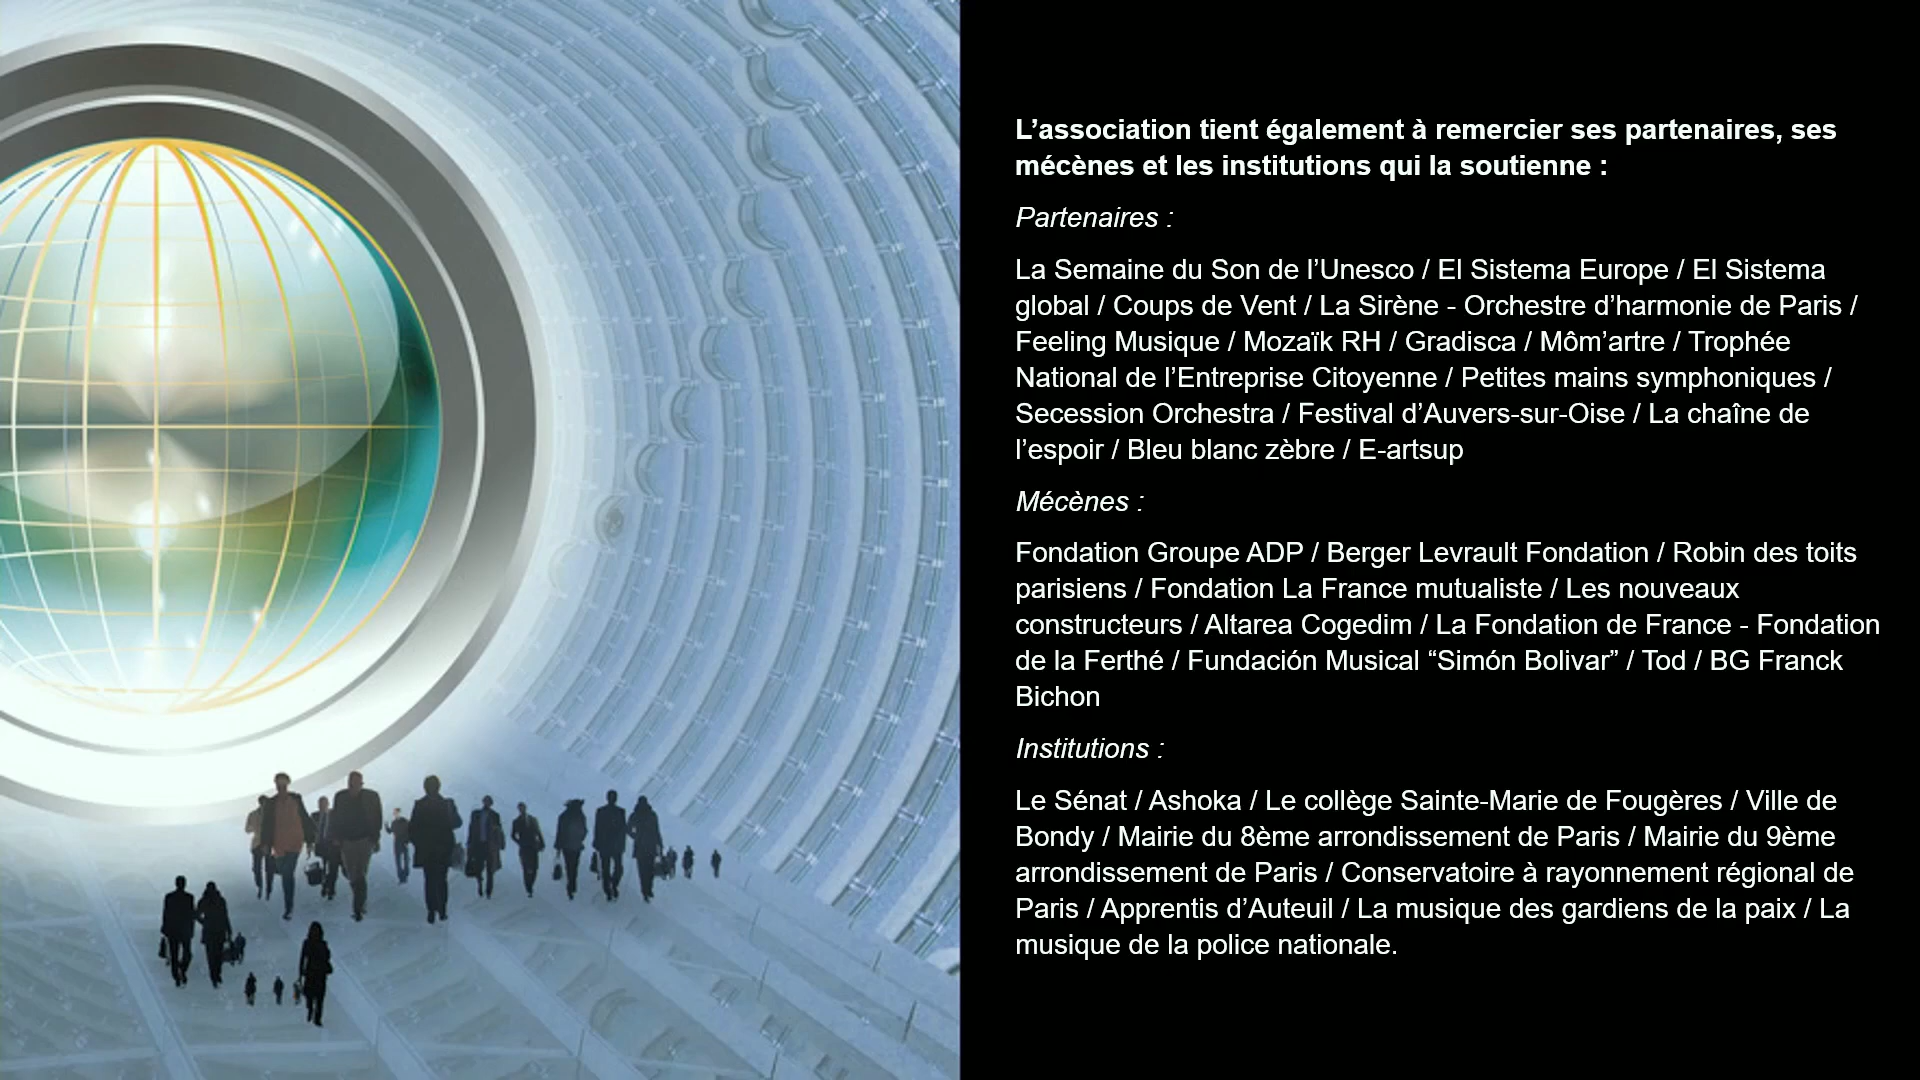 L’association tient également à remercier ses partenaires, ses
mécènes et les institutions qui la soutienne :
Partenaires :
La Semaine du Son de l’Unesco / El Sistema Europe / El Sistema
global / Coups de Vent / La Sirène - Orchestre d’harmonie de Paris /
Feeling Musique / Mozaïk RH / Gradisca / Môm’artre / Trophée
National de l’Entreprise Citoyenne / Petites mains symphoniques /
Secession Orchestra / Festival d’Auvers-sur-Oise / La chaîne de
l’espoir / Bleu blanc zèbre / E-artsup
Mécènes :
Fondation Groupe ADP / Berger Levrault Fondation / Robin des toits
parisiens / Fondation La France mutualiste / Les nouveaux
constructeurs / Altarea Cogedim / La Fondation de France - Fondation
de la Ferthé / Fundación Musical “Simón Bolivar” / Tod / BG Franck
Bichon
Institutions :
Le Sénat / Ashoka / Le collège Sainte-Marie de Fougères / Ville de
Bondy / Mairie du 8ème arrondissement de Paris / Mairie du 9ème
arrondissement de Paris / Conservatoire à rayonnement régional de
Paris / Apprentis d’Auteuil / La musique des gardiens de la paix / La
musique de la police nationale.